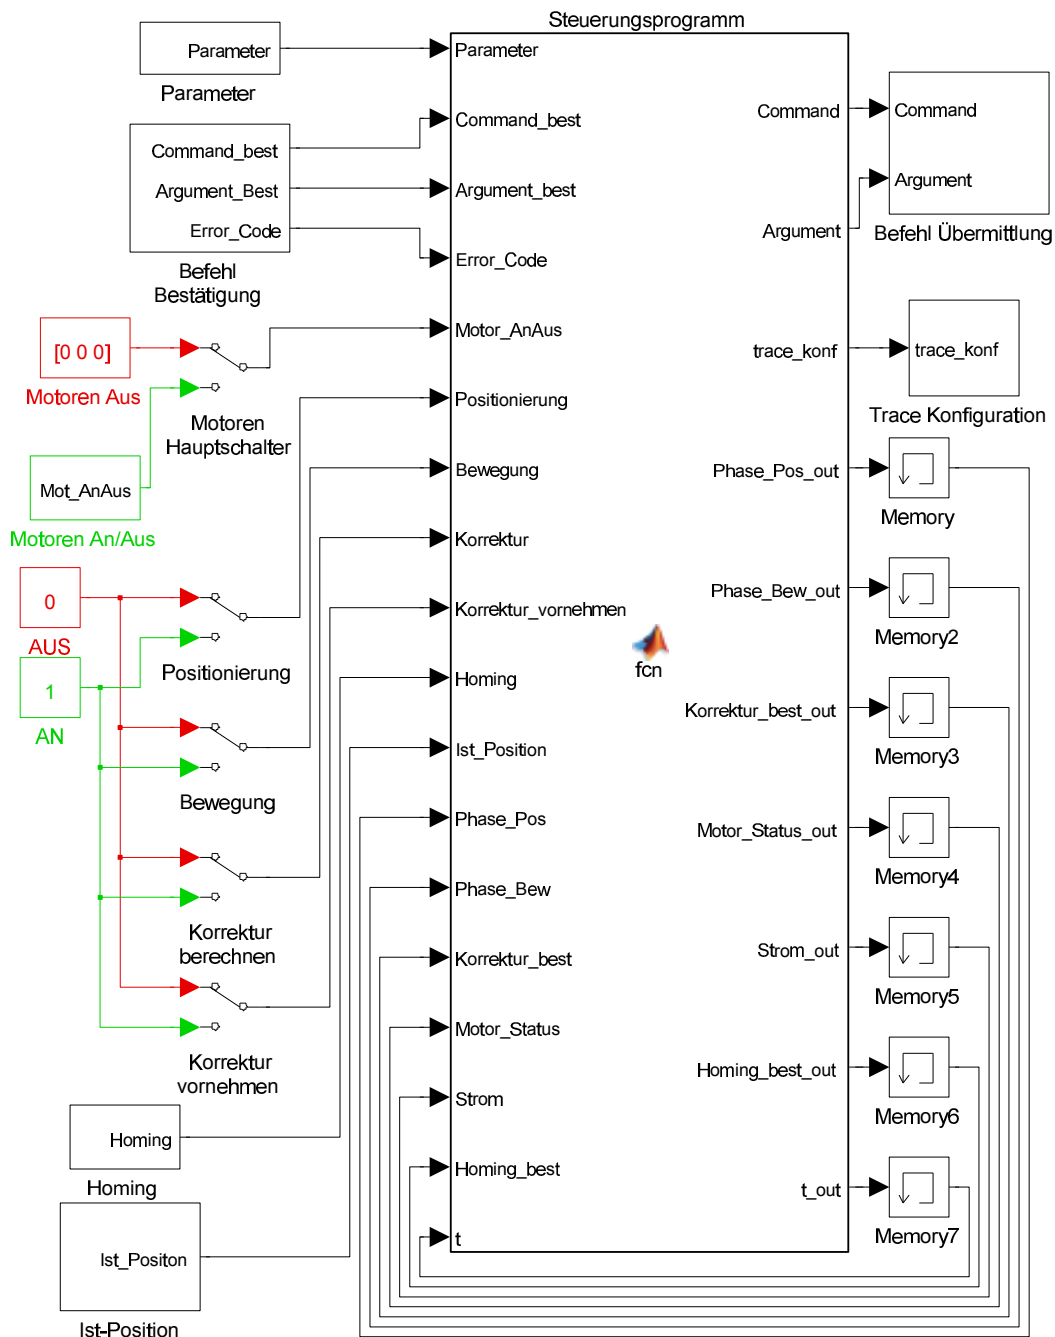 Steuerungsprogramm
Parameter
Parameter
Command_best
Argument_Best
Error_Code
Befehl
Bestätigung
[0 0 0]
Motoren Aus
Motoren
Hauptschalter
Mot_AnAus
Motoren An/Aus
0
AUS
1
AN
Positionierung
Bewegung
Korrektur
berechnen
Korrektur
vornehmen
Homing
Homing
Ist_Positon
Ist-Position
Parameter
Command_best
Argument_best
Error_Code
Motor_AnAus
Positionierung
Bewegung
Korrektur
Korrektur_vornehmen
Homing
Ist_Position
Phase_Pos
Phase_Bew
Korrektur_best
Motor_Status
Strom
Homing_best
t
fcn
Command
Argument
trace_konf
Phase_Pos_out
Phase_Bew_out
Korrektur_best_out
Motor_Status_out
Strom_out
Homing_best_out
t_out
Command
Argument
Befehl Übermittlung
trace_konf
Trace Konfiguration
Memory
Memory2
Memory3
Memory4
Memory5
Memory6
Memory7